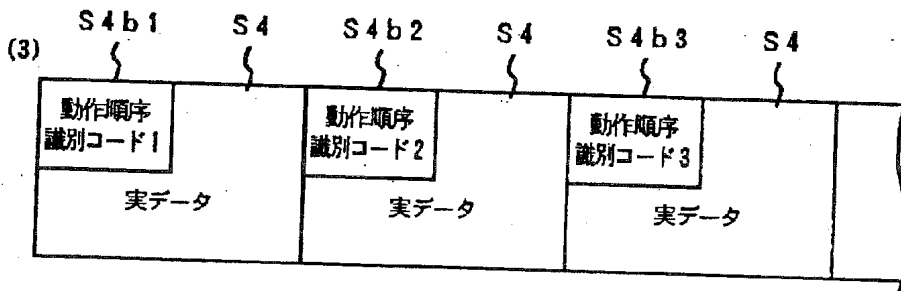 (3)
S4b1 S4 S4b2 S4 S4b3 S4
動作順序
識別コード1
実データ
動作順序
識別コード2
実データ
動作順序
識別コード3
実データ